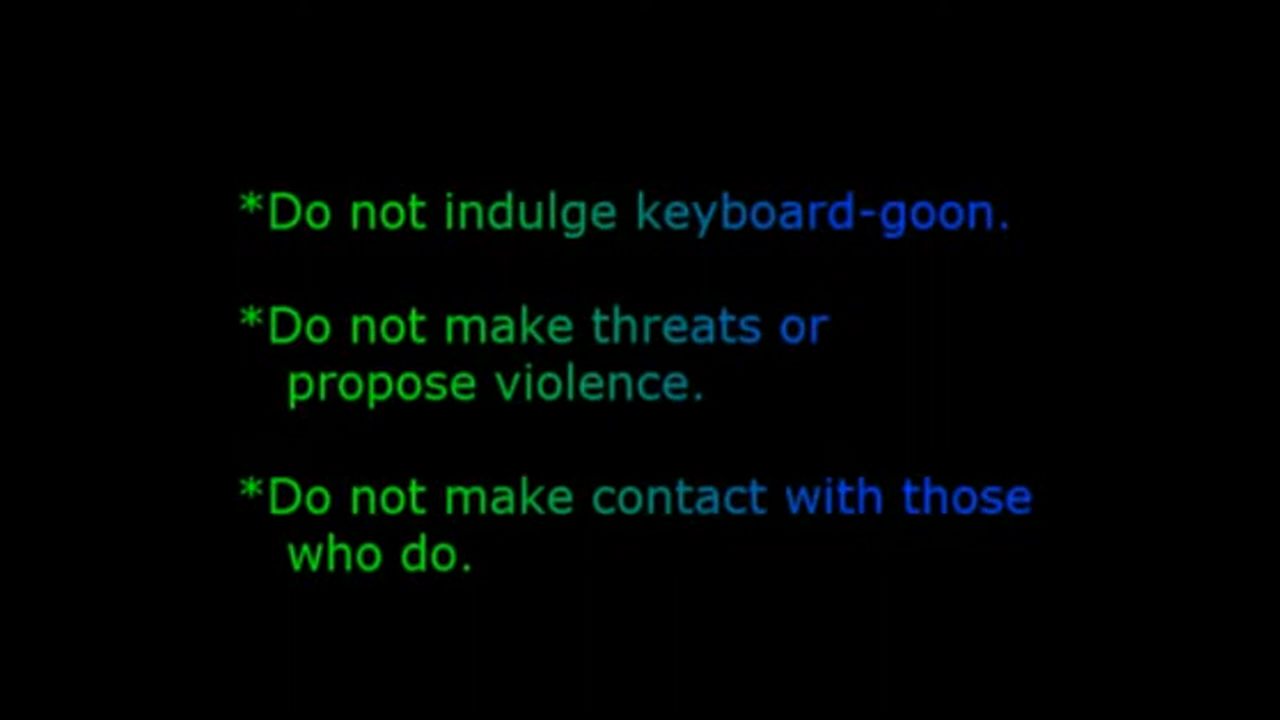 *Do not indulge keyboard-goon.
*Do not make threats or
propose violence.
*Do not make contact with those
who do.